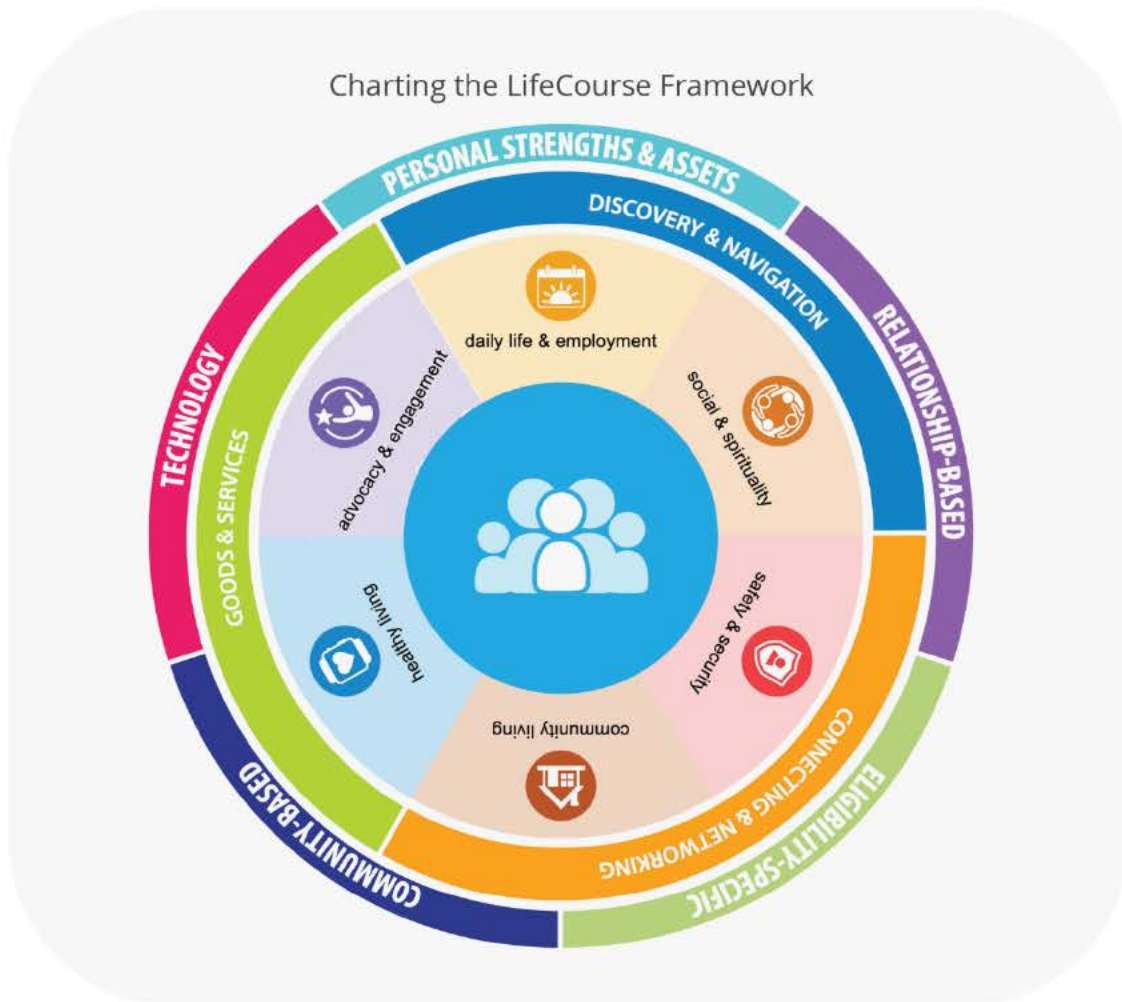 Charting the LifeCourse Framework
PERSONAL STRENGTHS & ASSETS
RELATIONSHIP-BASED
ELIGIBILITY-SPECIFIC
COMMUNITY-BASED
TECHNOLOGY
DISCOVERY & NAVIGATION
CONNECTING & NETWORKING
GOODS & SERVICES
daily life & employment
social & spirituality
safety & security
community living
healthy living
advocacy & engagement